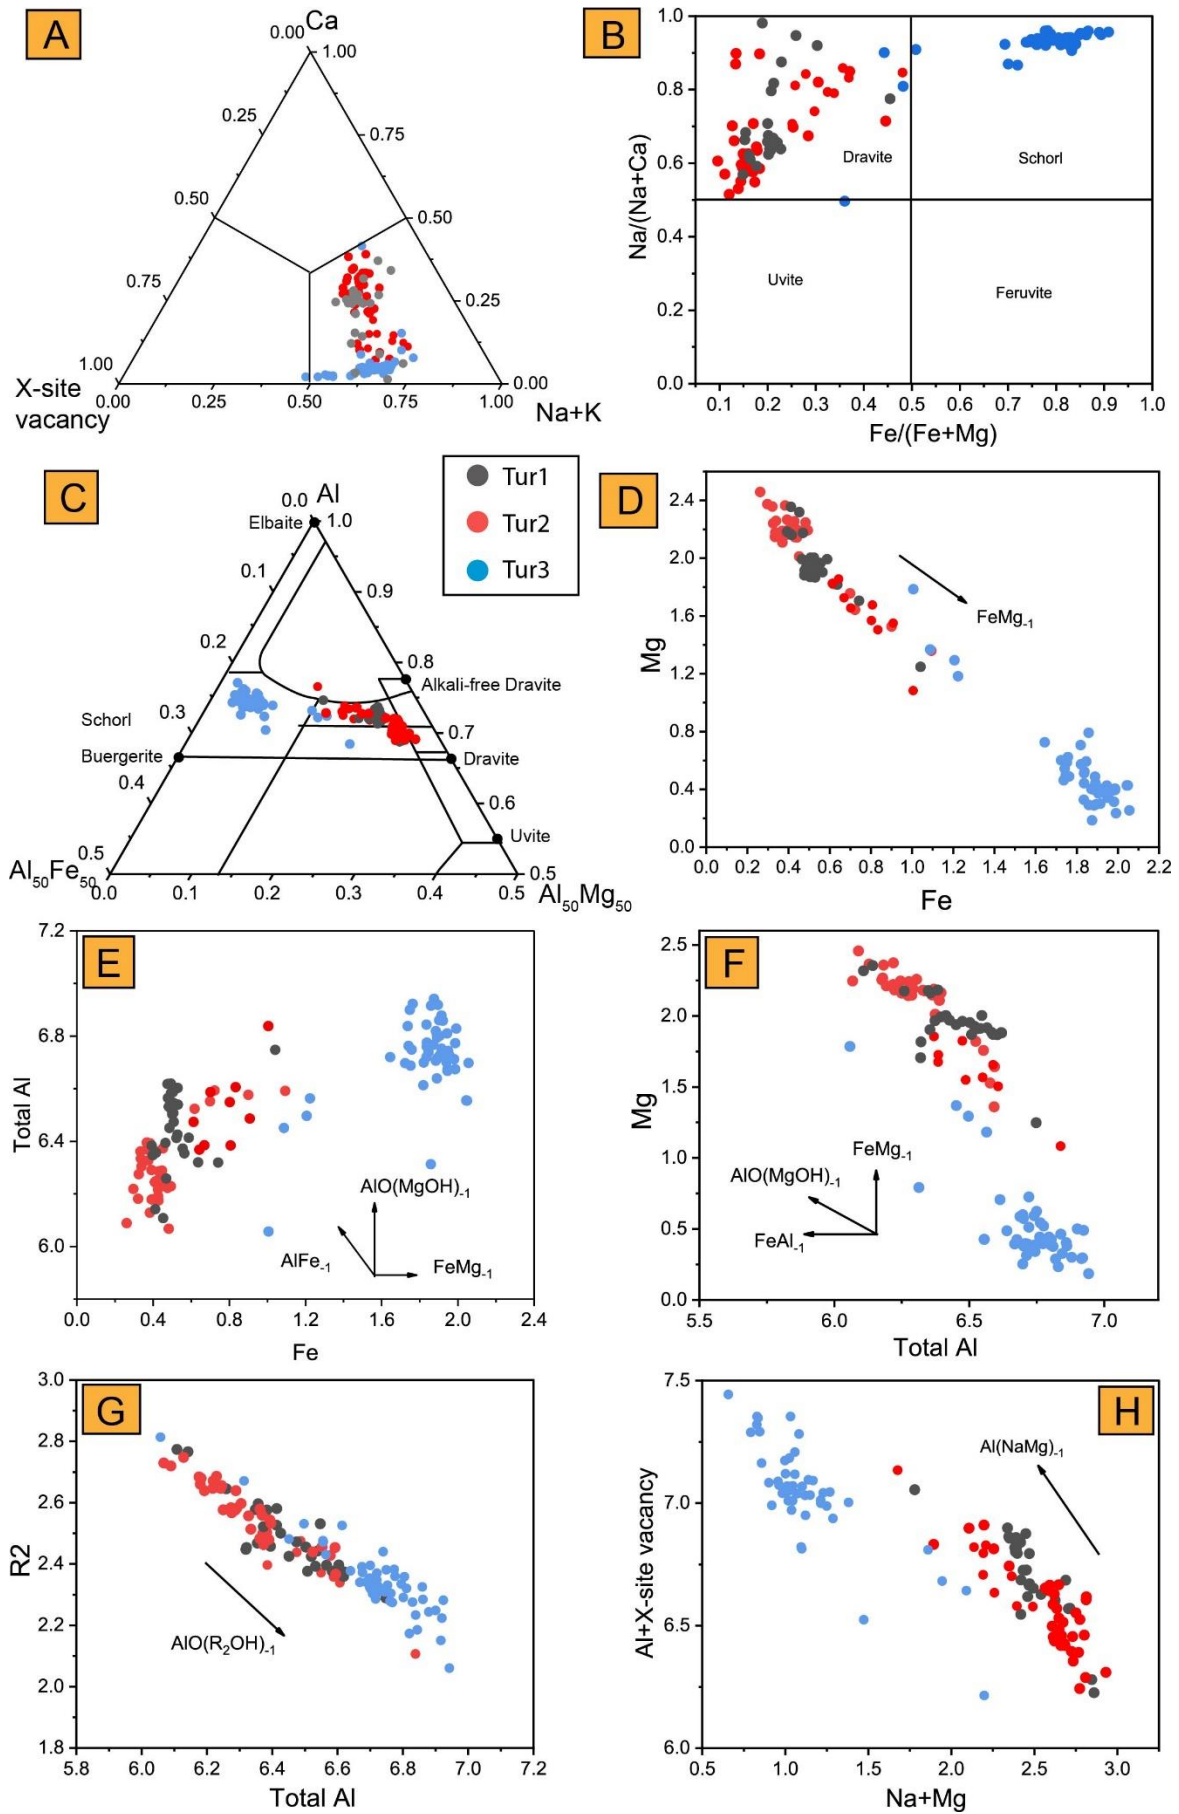 A
Ca
0.00
1.00
0.25
0.75
0.50
0.50
0.75
0.25
1.00
0.00
X-site
vacancy
0.00
0.25
0.50
0.75
1.00
Na+K
B
1.0
0.8
0.6
0.4
0.2
0.0
Na/(Na+Ca)
Dravite
Schorl
Uvite
Feruvite
0.1
0.2
0.3
0.4
0.5
0.6
0.7
0.8
0.9
1.0
Fe/(Fe+Mg)
C
Al
0.0
1.0
Elbaite
0.1
0.9
0.2
0.8
Alkali-free Dravite
Schorl
0.3
0.7
Buergerite
Dravite
0.4
0.6
Uvite
0.5
0.5
Al50Fe50
Al50Mg50
0.0
0.1
0.2
0.3
0.4
0.5
Tur1
Tur2
Tur3
D
2.4
2.0
1.6
1.2
0.8
0.4
0.0
Mg
FeMg-1
0.0
0.2
0.4
0.6
0.8
1.0
1.2
1.4
1.6
1.8
2.0
2.2
Fe
E
7.2
6.8
6.4
6.0
Total Al
AlO(MgOH)-1
AlFe-1
FeMg-1
0.0
0.4
0.8
1.2
1.6
2.0
2.4
Fe
F
2.5
2.0
1.5
1.0
0.5
0.0
Mg
FeMg-1
AlO(MgOH)-1
FeAl-1
5.5
6.0
6.5
7.0
Total Al
G
3.0
2.8
2.6
2.4
2.2
2.0
1.8
R2
AlO(R2OH)-1
5.8
6.0
6.2
6.4
6.6
6.8
7.0
7.2
Total Al
H
7.5
7.0
6.5
6.0
Al+X-site vacancy
Al(NaMg)-1
0.5
1.0
1.5
2.0
2.5
3.0
Na+Mg